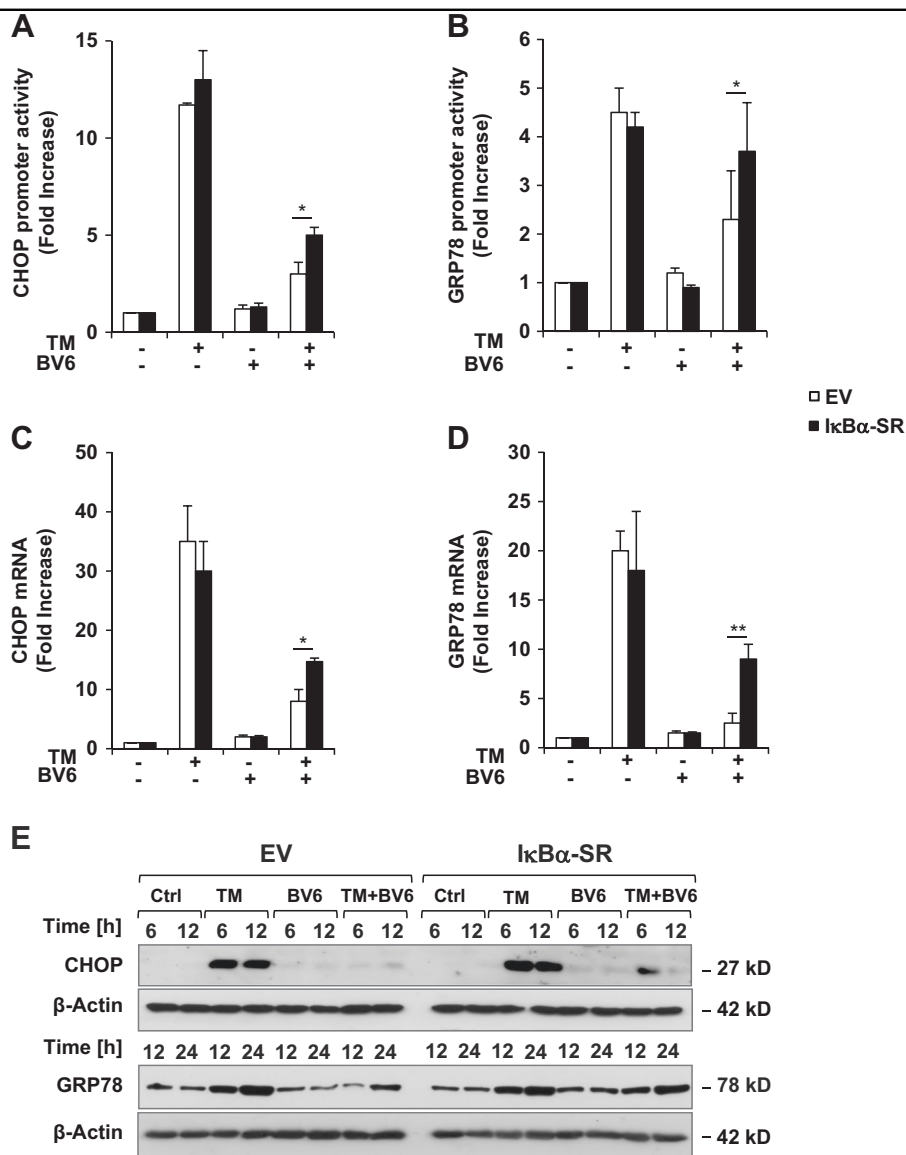 A
CHOP promoter activity
(Fold Increase)
15
10
5
0
*
TM - + - +
BV6 - - + +
B
GRP78 promoter activity
(Fold Increase)
6
5
4
3
2
1
0
*
TM - + - +
BV6 - - + +
EV
IκBα-SR
C
CHOP mRNA
(Fold Increase)
50
40
30
20
10
0
*
TM - + - +
BV6 - - + +
D
GRP78 mRNA
(Fold Increase)
30
25
20
15
10
5
0
**
TM - + - +
BV6 - - + +
E
EV IκBα-SR
Ctrl TM BV6 TM+BV6 Ctrl TM BV6 TM+BV6
Time [h] 6 12 6 12 6 12 6 12 6 12 6 12 6 12 6 12
CHOP – 27 kD
β-Actin – 42 kD
Time [h] 12 24 12 24 12 24 12 24 12 24 12 24 12 24 12 24
GRP78 – 78 kD
β-Actin – 42 kD